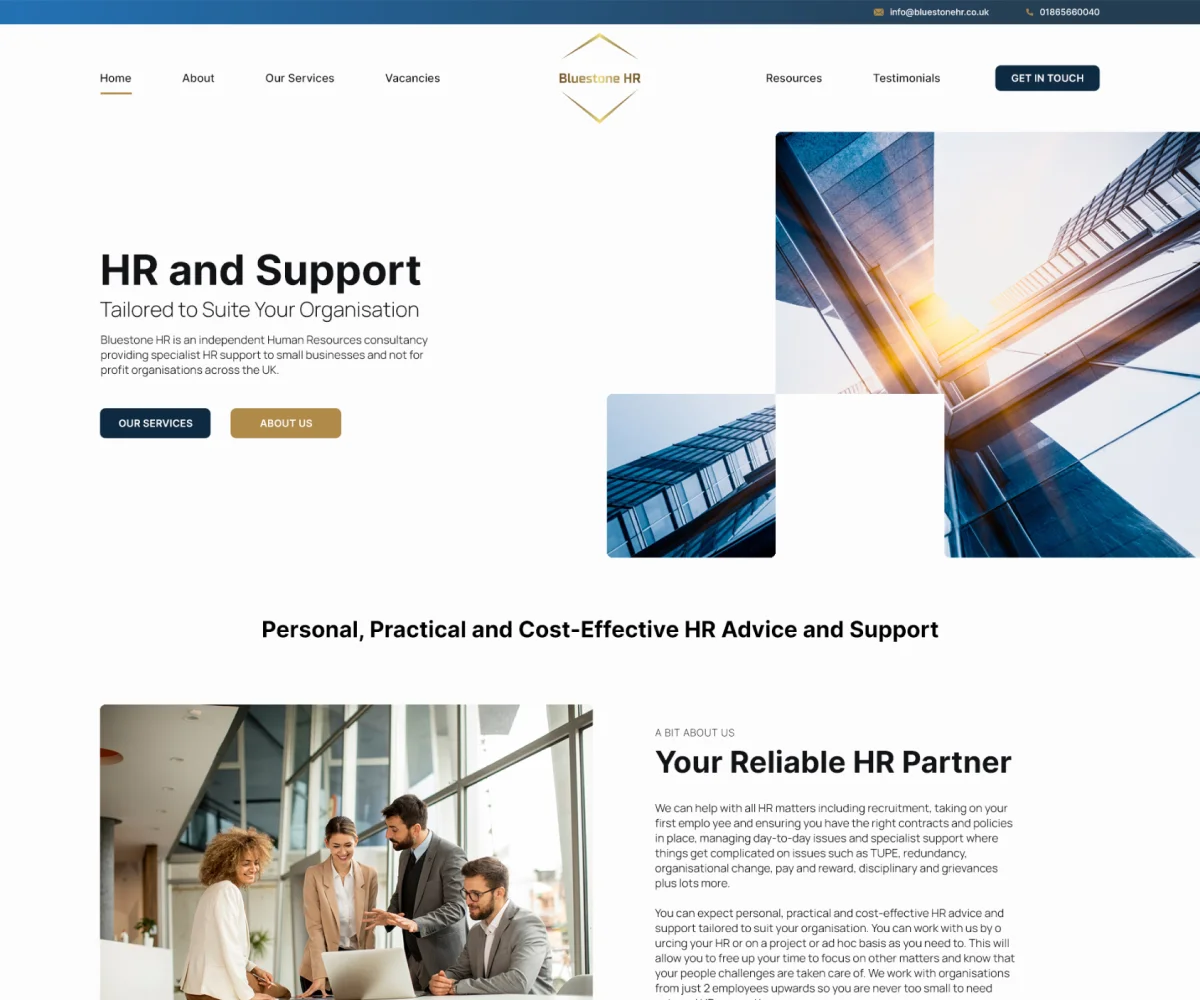 info@bluestonehr.co.uk 01865660040
Home About Our Services Vacancies Bluestone HR Resources Testimonials GET IN TOUCH
HR and Support
Tailored to Suite Your Organisation
Bluestone HR is an independent Human Resources consultancy
providing specialist HR support to small businesses and not for
profit organisations across the UK.
OUR SERVICES ABOUT US
Personal, Practical and Cost-Effective HR Advice and Support
A BIT ABOUT US
Your Reliable HR Partner
We can help with all HR matters including recruitment, taking on your
first emplo yee and ensuring you have the right contracts and policies
in place, managing day-to-day issues and specialist support where
things get complicated on issues such as TUPE, redundancy,
organisational change, pay and reward, disciplinary and grievances
plus lots more.
You can expect personal, practical and cost-effective HR advice and
support tailored to suit your organisation. You can work with us by o
urcing your HR or on a project or ad hoc basis as you need to. This will
allow you to free up your time to focus on other matters and know that
your people challenges are taken care of. We work with organisations
from just 2 employees upwards so you are never too small to need